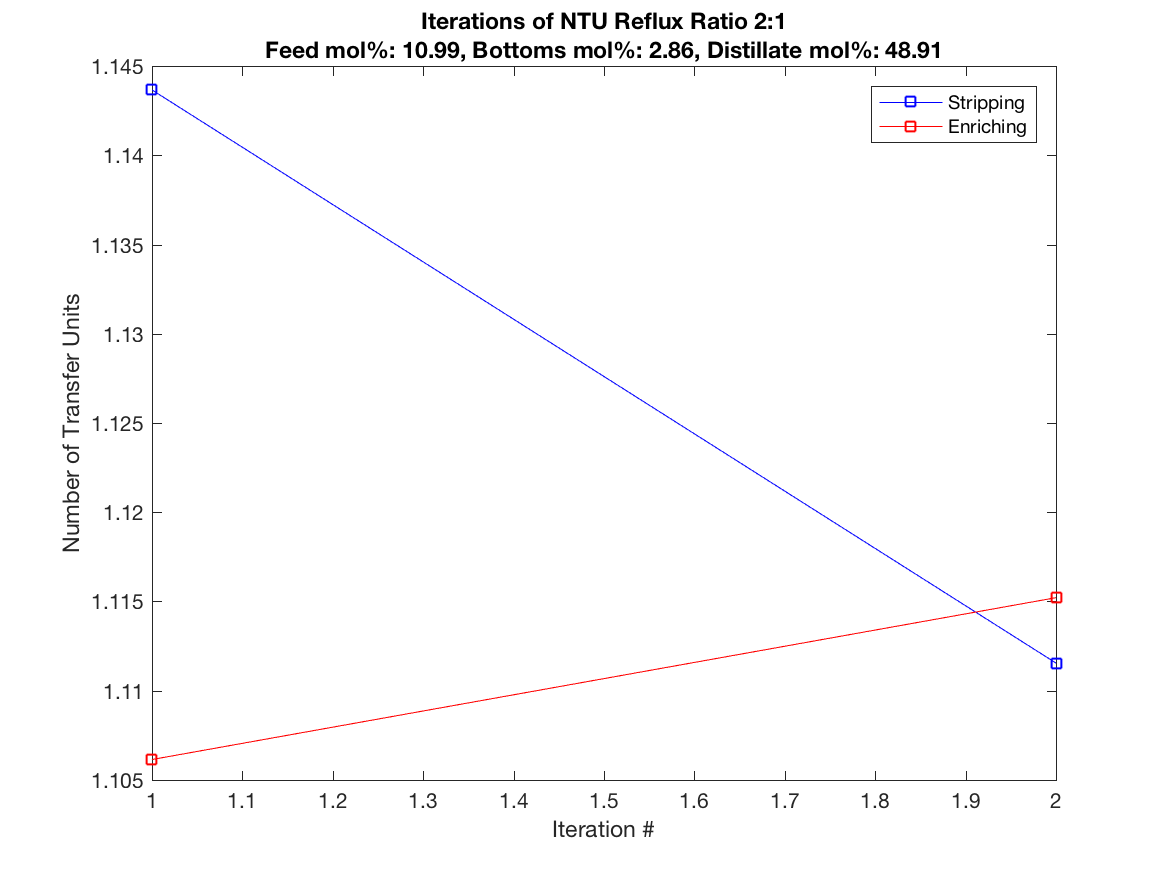 Iterations of NTU Reflux Ratio 2:1
Feed mol%: 10.99, Bottoms mol%: 2.86, Distillate mol%: 48.91
1.145
1.14
1.135
1.13
1.125
1.12
1.115
1.11
1.105
Number of Transfer Units
Stripping
Enriching
1 1.1 1.2 1.3 1.4 1.5 1.6 1.7 1.8 1.9 2
Iteration #